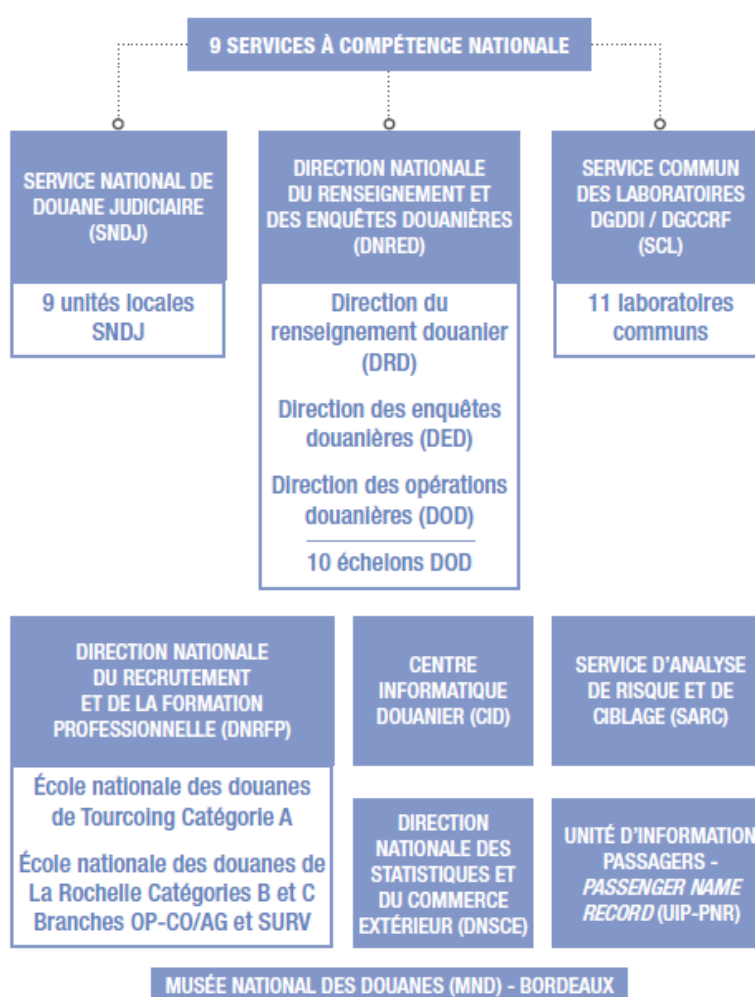 9 SERVICES À COMPÉTENCE NATIONALE
SERVICE NATIONAL DE
DOUANE JUDICIAIRE
(SNDJ)
9 unités locales
SNDJ
DIRECTION NATIONALE
DU RENSEIGNEMENT ET
DES ENQUÊTES DOUANIÈRES
(DNRED)
Direction du
renseignement douanier
(DRD)
Direction des enquêtes
douanières (DED)
Direction des opérations
douanières (DOD)
10 échelons DOD
SERVICE COMMUN
DES LABORATOIRES
DGDDI / DGCCRF
(SCL)
11 laboratoires
communs
DIRECTION NATIONALE
DU RECRUTEMENT
ET DE LA FORMATION
PROFESSIONNELLE (DNRFP)
École nationale des douanes
de Tourcoing Catégorie A
École nationale des douanes de
La Rochelle Catégories B et C
Branches OP-CO/AG et SURV
CENTRE
INFORMATIQUE
DOUANIER (CID)
SERVICE D'ANALYSE
DE RISQUE ET DE
CIBLAGE (SARC)
DIRECTION
NATIONALE DES
STATISTIQUES ET
DU COMMERCE
EXTÉRIEUR (DNSCE)
UNITÉ D'INFORMATION
PASSAGERS -
PASSENGER NAME
RECORD (UIP-PNR)
MUSÉE NATIONAL DES DOUANES (MND) - BORDEAUX